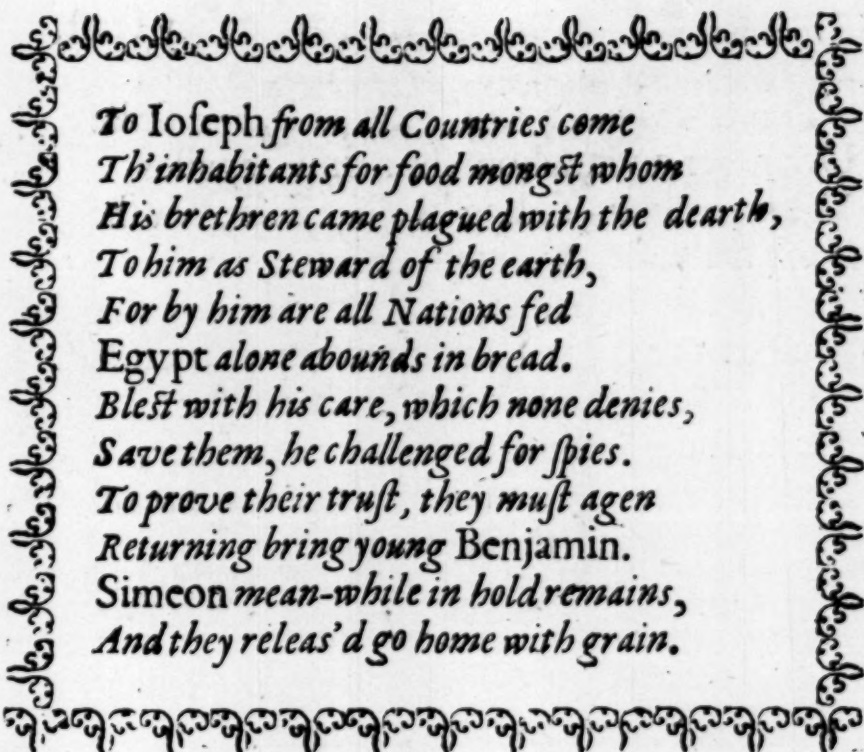 To Ioſeph from all Countries come
Th'inhabitants for food mongſt whom
His brethren came plagued with the dearth,
To him as Steward of the earth,
For by him are all Nations fed
Egypt alone abounds in bread.
Bleſt with his care, which none denies,
Save them, he challenged for ſpies.
To prove their truſt, they muſt agen
Returning bring young Benjamin.
Simeon mean-while in hold remains,
And they releas'd go home with grain.